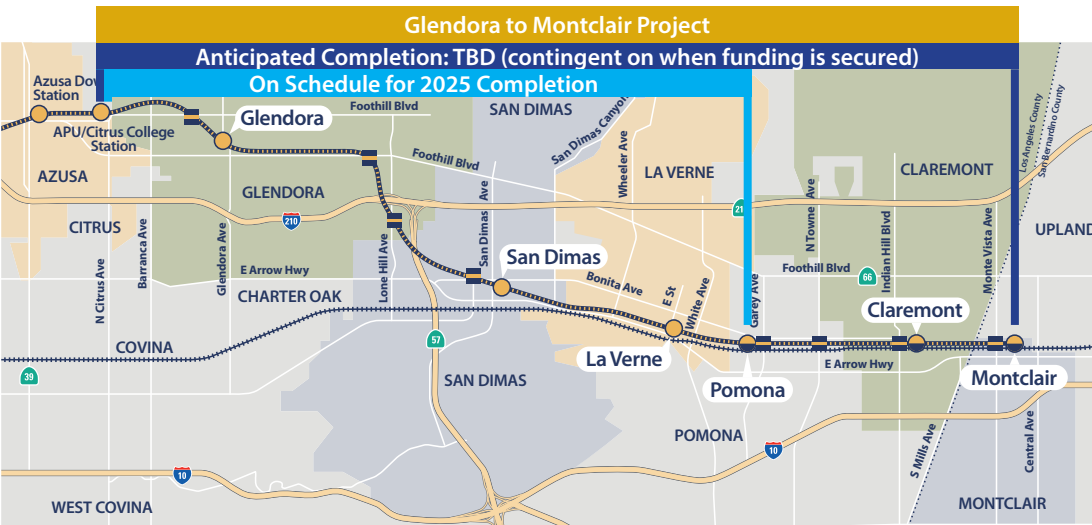 Glendora to Montclair Project
Anticipated Completion: TBD (contingent on when funding is secured)
On Schedule for 2025 Completion
Azusa Dow
Station
APU/Citrus College
Station
Glendora
Foothill Blvd
SAN DIMAS
San Dimas Canyon
Foothill Blvd
Wheeler Ave
LA VERNE
CLAREMONT
Los Angeles County
San Bernardino County
AZUSA
GLENDORA
210
21
CITRUS
UPLAND
N Citrus Ave
Barranca Ave
Glendora Ave
Lone Hill Ave
San Dimas Ave
San Dimas
N Towne Ave
Indian Hill Blvd
Monte Vista Ave
E Arrow Hwy
Bonita Ave
E St
White Ave
Garey Ave
Foothill Blvd
66
CHARTER OAK
Claremont
COVINA
57
La Verne
E Arrow Hwy
39
SAN DIMAS
Pomona
Montclair
POMONA
10
10
S Mills Ave
Central Ave
WEST COVINA
MONTCLAIR